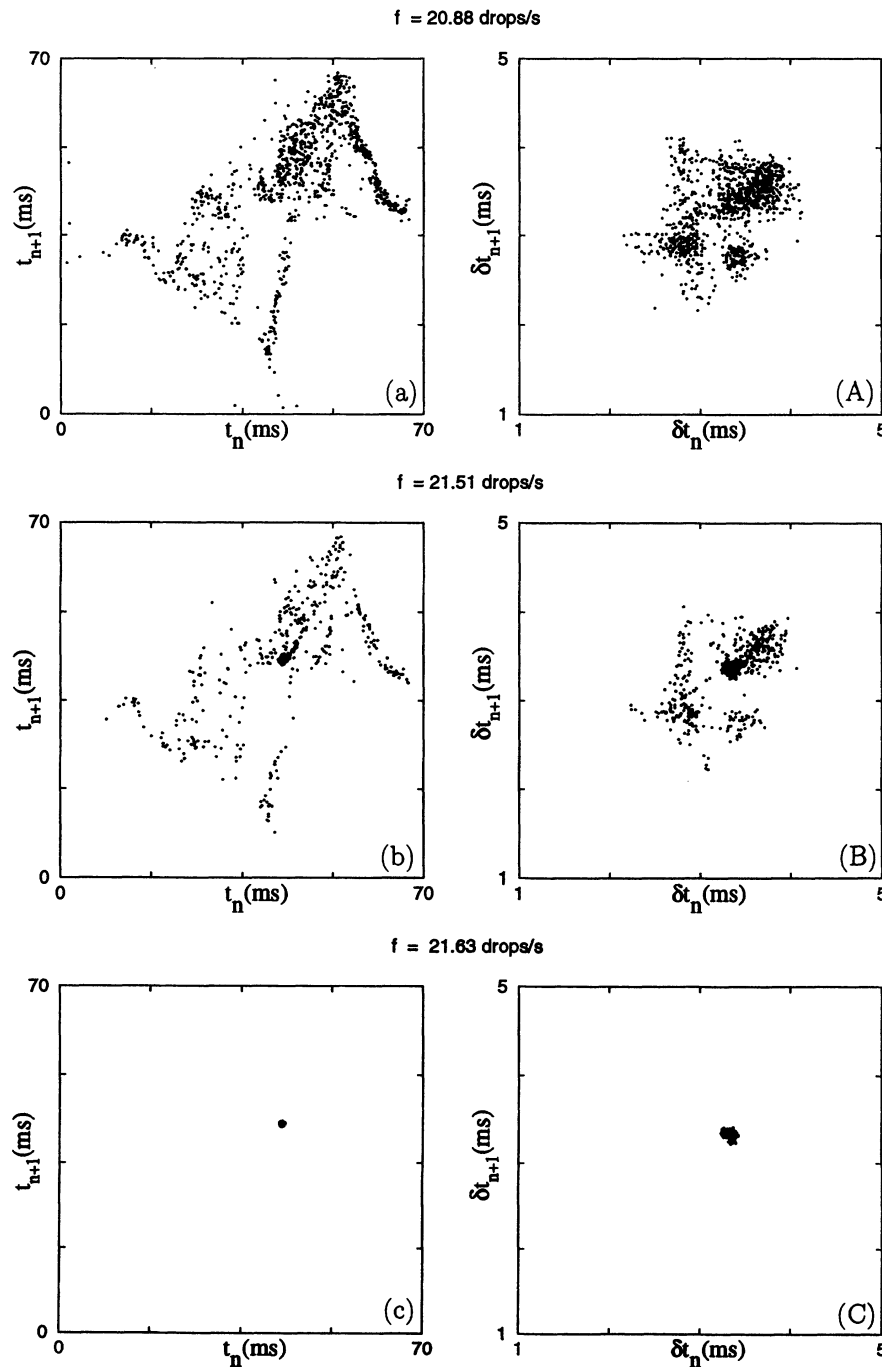 f = 20.88 drops/s
70
t_{n+1}(ms)
0
0
t_n(ms)
70
(a)
5
δt_{n+1}(ms)
1
1
δt_n(ms)
5
(A)
f = 21.51 drops/s
70
t_{n+1}(ms)
0
0
t_n(ms)
70
(b)
5
δt_{n+1}(ms)
1
1
δt_n(ms)
5
(B)
f = 21.63 drops/s
70
t_{n+1}(ms)
0
0
t_n(ms)
70
(c)
5
δt_{n+1}(ms)
1
1
δt_n(ms)
5
(C)